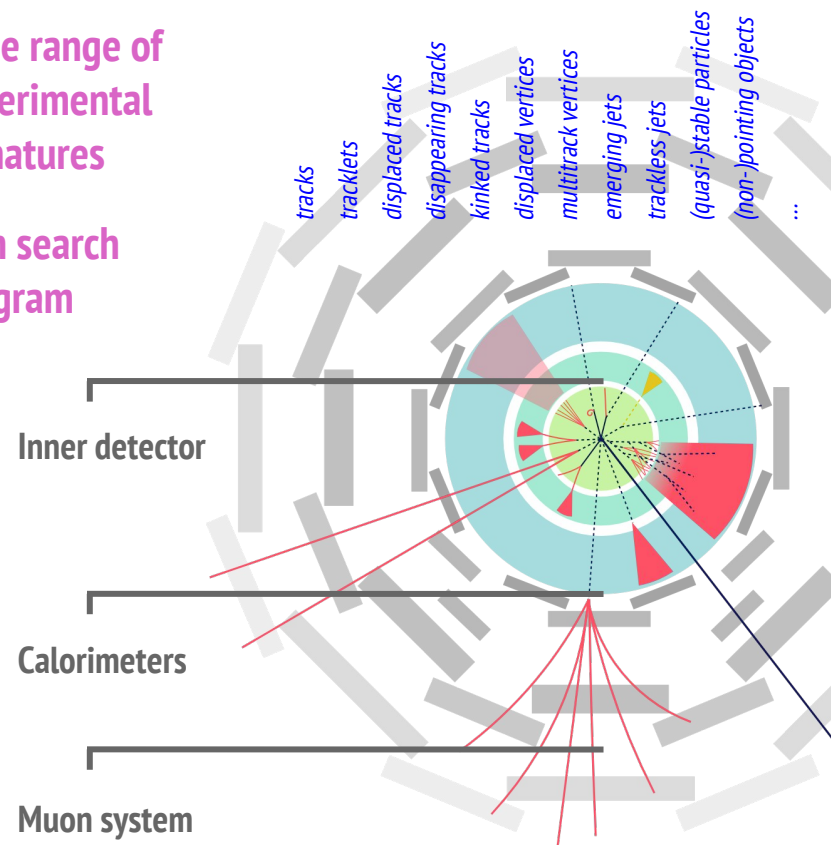 e range of
erimental
natures
n search
gram
tracks
tracklets
displaced tracks
disappearing tracks
kinked tracks
displaced vertices
multitrack vertices
emerging jets
trackless jets
(quasi-)stable particles
(non-)pointing objects
...
Inner detector
Calorimeters
Muon system